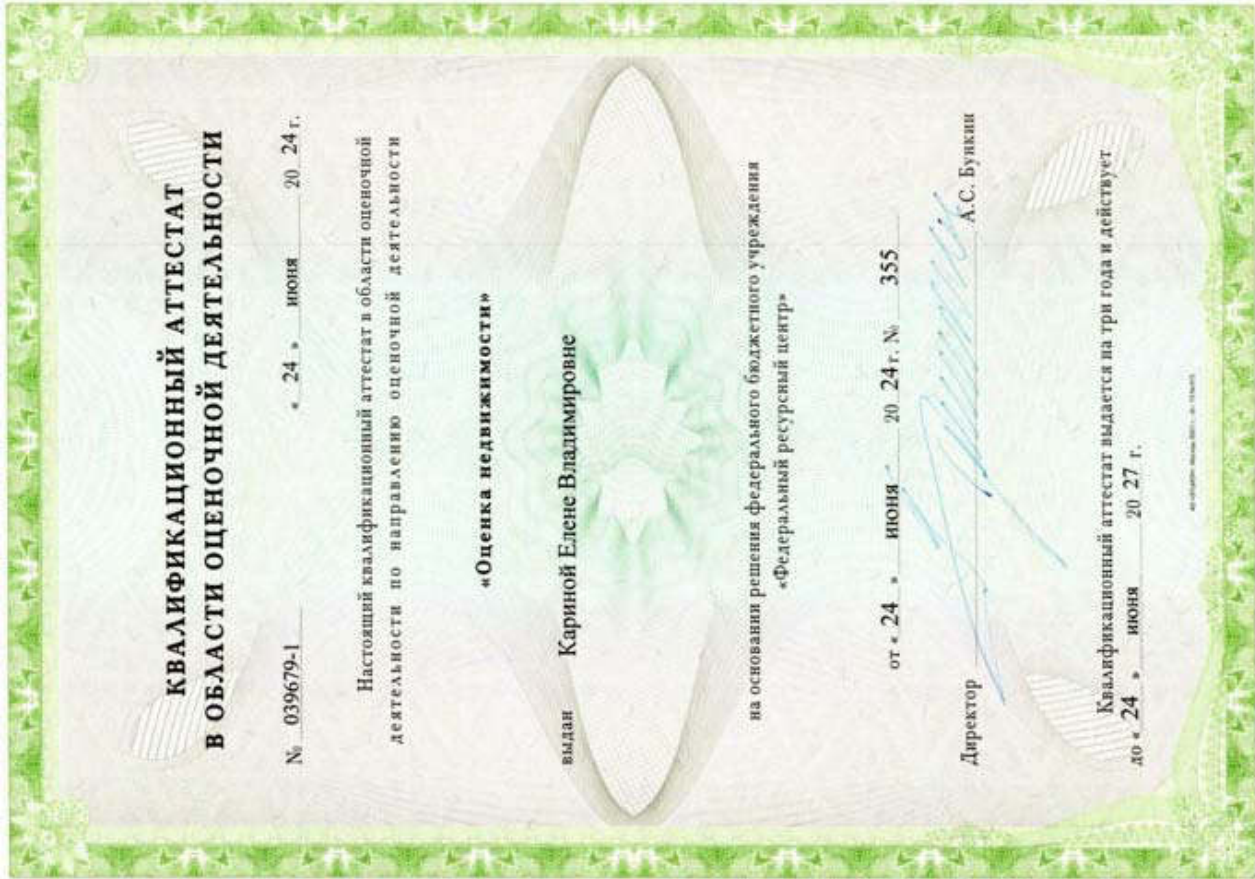 КВАЛИФИКАЦИОННЫЙ АТТЕСТАТ
В ОБЛАСТИ ОЦЕНОЧНОЙ ДЕЯТЕЛЬНОСТИ
№ 039679-1 « 24 » июня 20 24 г.
Настоящий квалификационный аттестат в области оценочной
деятельности по направлению оценочной деятельности
«Оценка недвижимости»
выдан Кариной Елене Владимировне
на основании решения федерального бюджетного учреждения
«Федеральный ресурсный центр»
от « 24 » июня 20 24 г. № 355
Директор А.С. Бункин
Квалификационный аттестат выдается на три года и действует
до « 24 » июня 20 27 г.